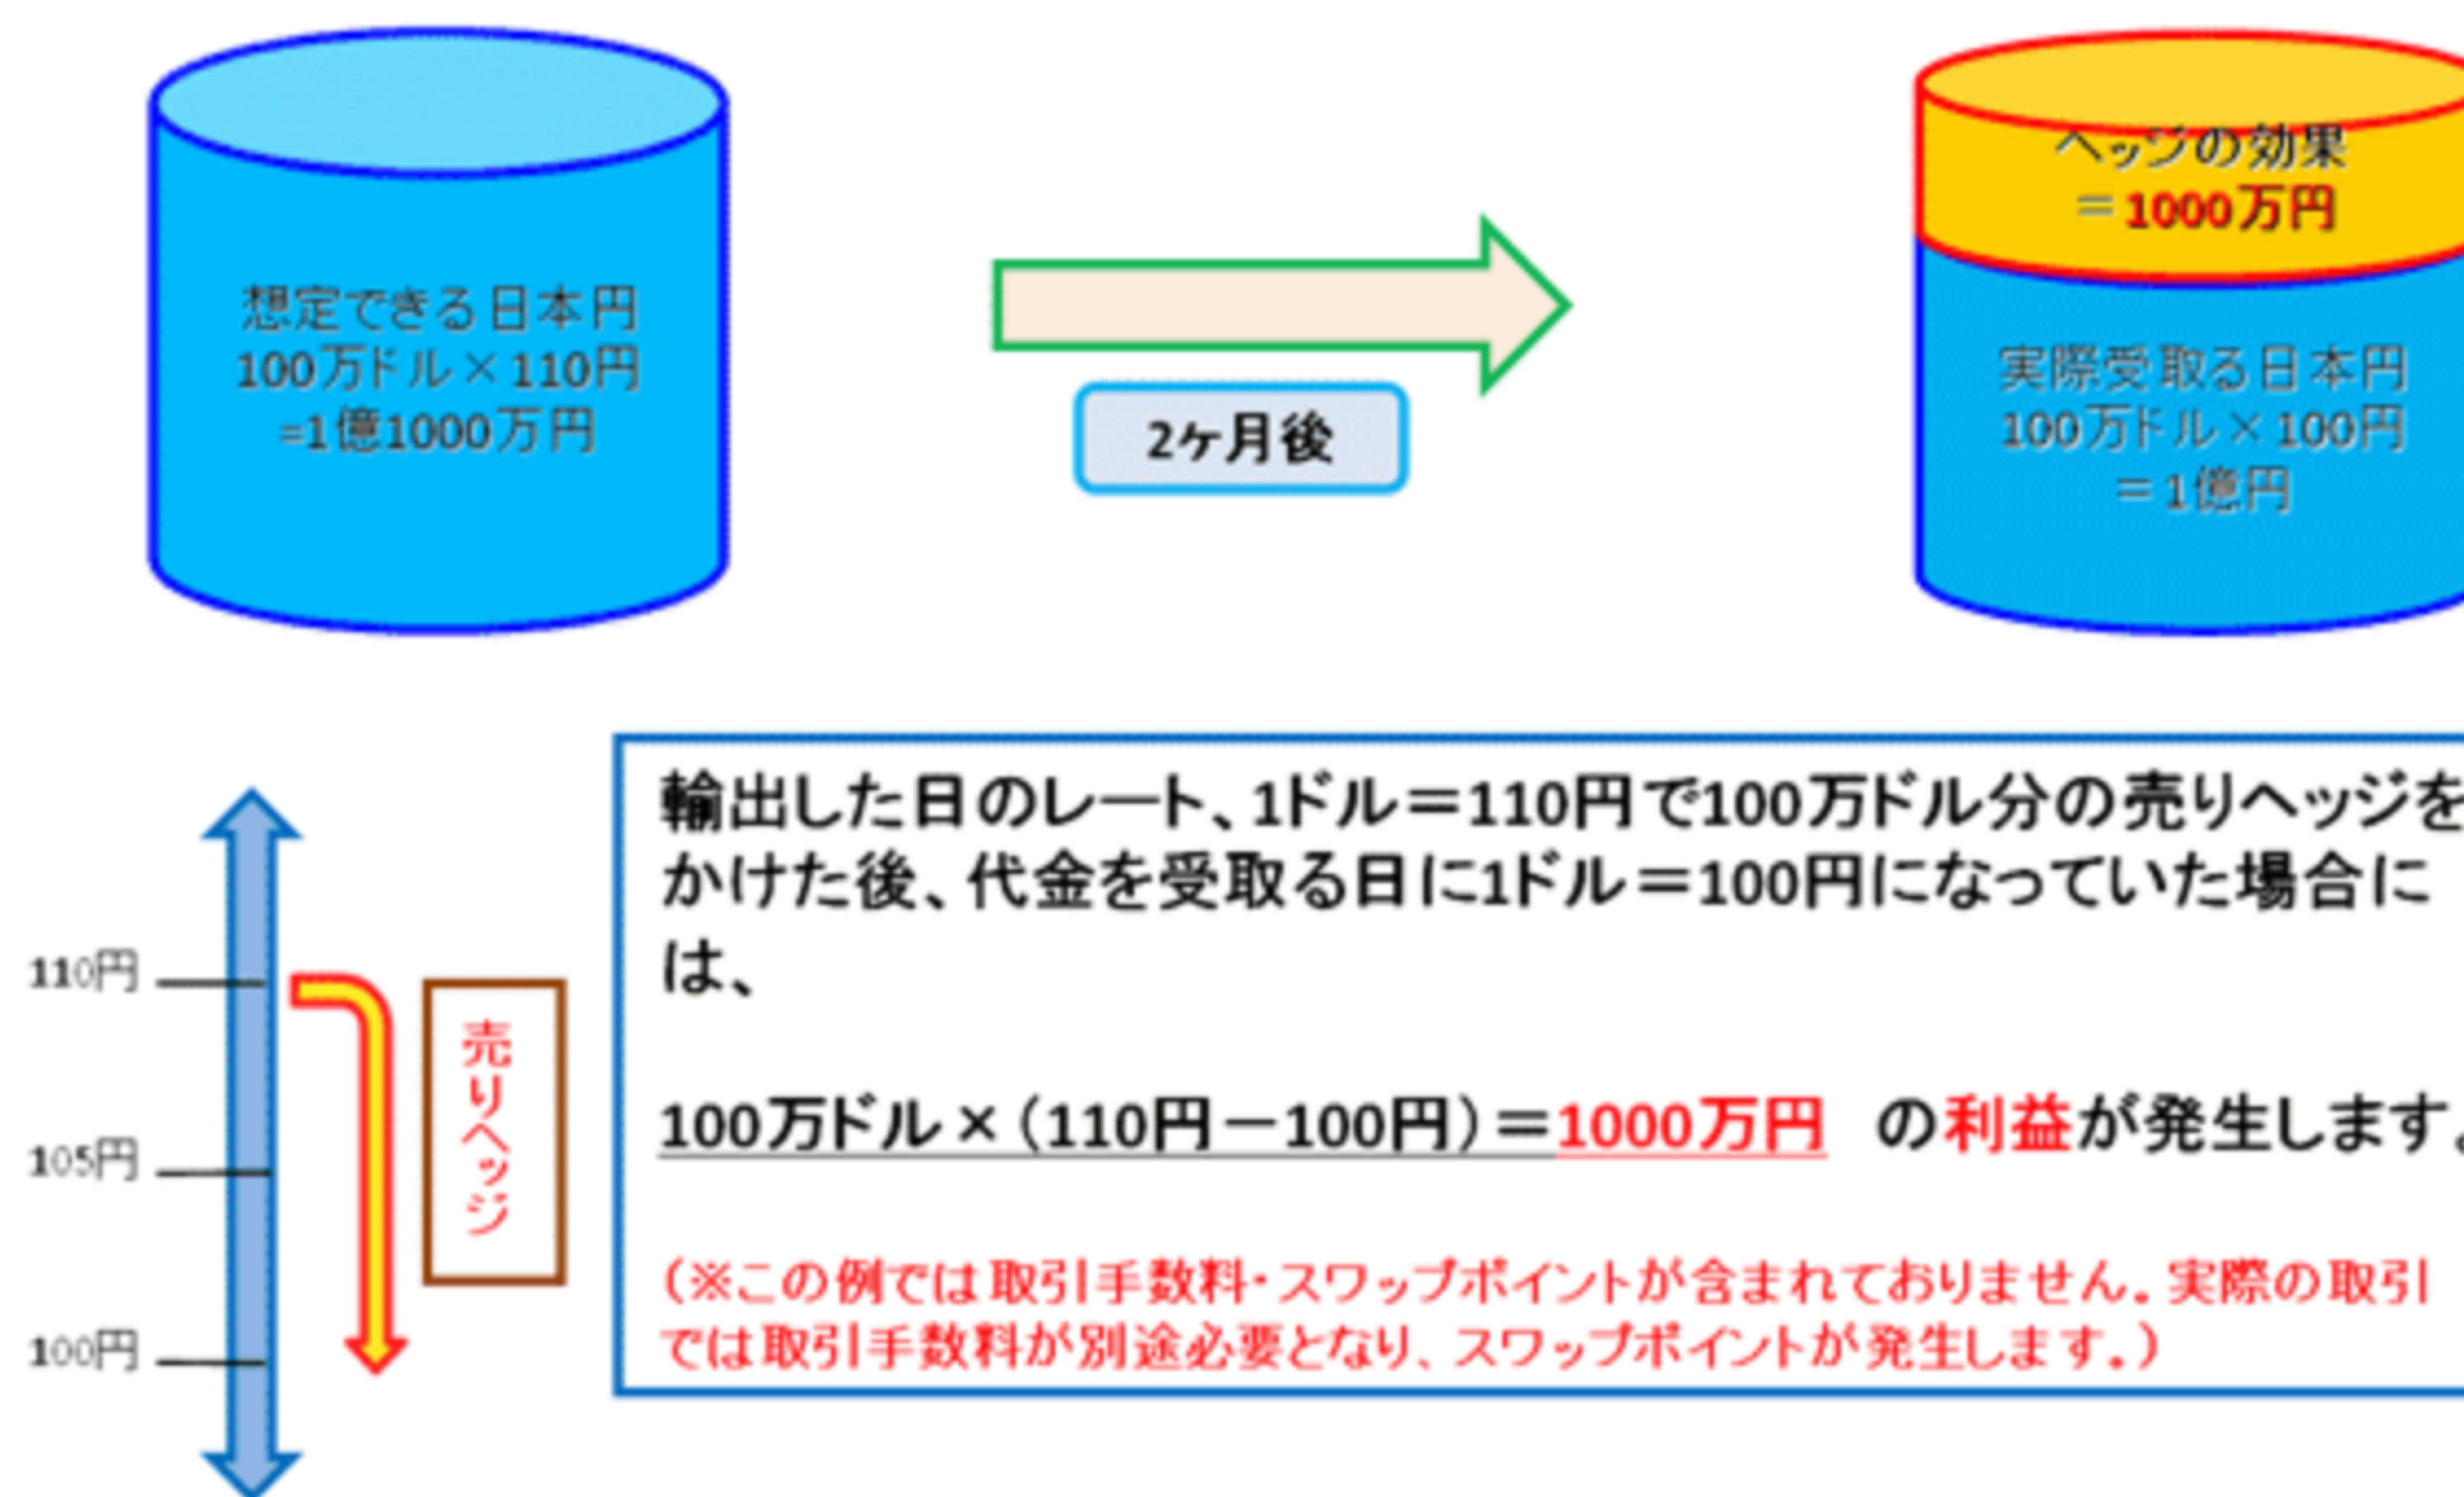 想定できる日本円
100万ドル×110円
=1億1000万円
2ヶ月後
ヘッジの効果
＝1000万円
実際受取る日本円
100万ドル×100円
＝1億円
110円
105円
100円
売りヘッジ
輸出した日のレート、1ドル＝110円で100万ドル分の売りヘッジを
かけた後、代金を受取る日に1ドル＝100円になっていた場合に
は、
100万ドル×（110円－100円）＝1000万円　の利益が発生します。
（※この例では取引手数料・スワップポイントが含まれておりません。実際の取引
では取引手数料が別途必要となり、スワップポイントが発生します。）